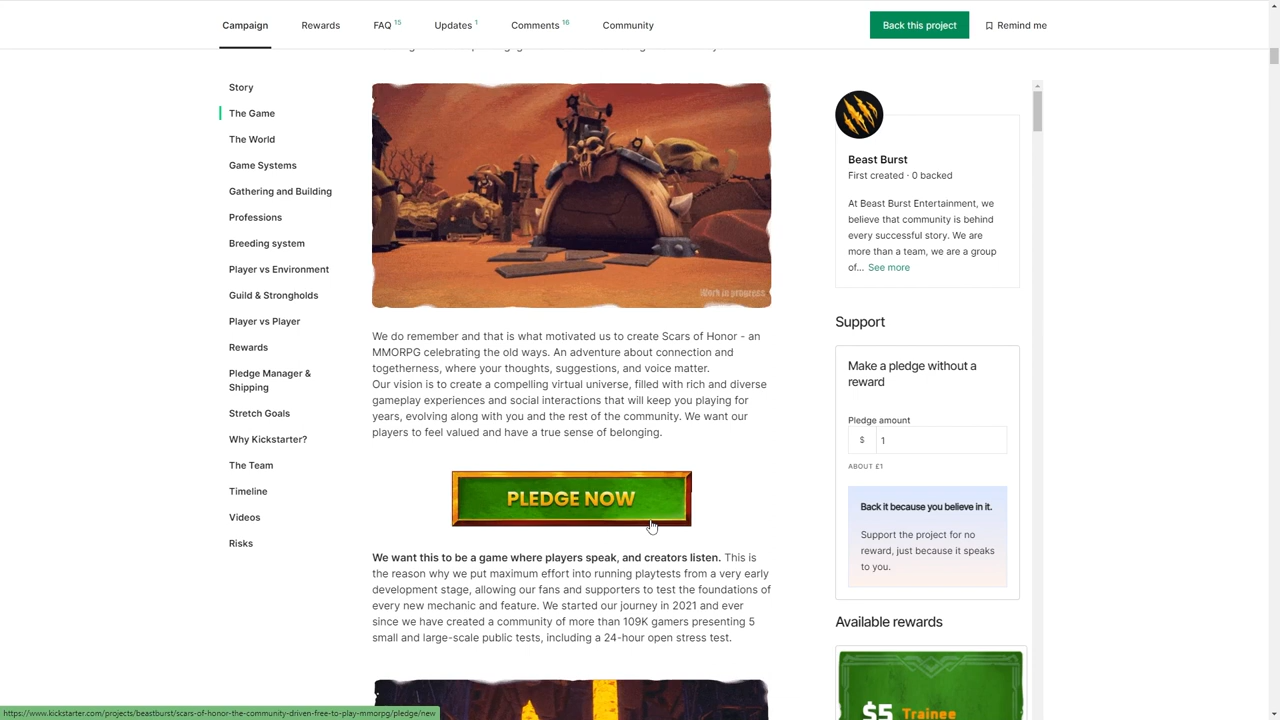 Campaign
Rewards
FAQ 15
Updates 1
Comments 16
Community
Back this project
Remind me
Story
The Game
The World
Game Systems
Gathering and Building
Professions
Breeding system
Player vs Environment
Guild & Strongholds
Player vs Player
Rewards
Pledge Manager &
Shipping
Stretch Goals
Why Kickstarter?
The Team
Timeline
Videos
Risks
Work in progress
We do remember and that is what motivated us to create Scars of Honor - an
MMORPG celebrating the old ways. An adventure about connection and
togetherness, where your thoughts, suggestions, and voice matter.
Our vision is to create a compelling virtual universe, filled with rich and diverse
gameplay experiences and social interactions that will keep you playing for
years, evolving along with you and the rest of the community. We want our
players to feel valued and have a true sense of belonging.
PLEDGE NOW
We want this to be a game where players speak, and creators listen. This is
the reason why we put maximum effort into running playtests from a very early
development stage, allowing our fans and supporters to test the foundations of
every new mechanic and feature. We started our journey in 2021 and ever
since we have created a community of more than 109K gamers presenting 5
small and large-scale public tests, including a 24-hour open stress test.
Beast Burst
First created · 0 backed
At Beast Burst Entertainment, we
believe that community is behind
every successful story. We are
more than a team, we are a group
of... See more
Support
Make a pledge without a
reward
Pledge amount
$ 1
ABOUT £1
Back it because you believe in it.
Support the project for no
reward, just because it speaks
to you.
Available rewards
$5 Trainee
https://www.kickstarter.com/projects/beastburst/scars-of-honor-the-community-driven-free-to-play-mmorpg/pledge/new